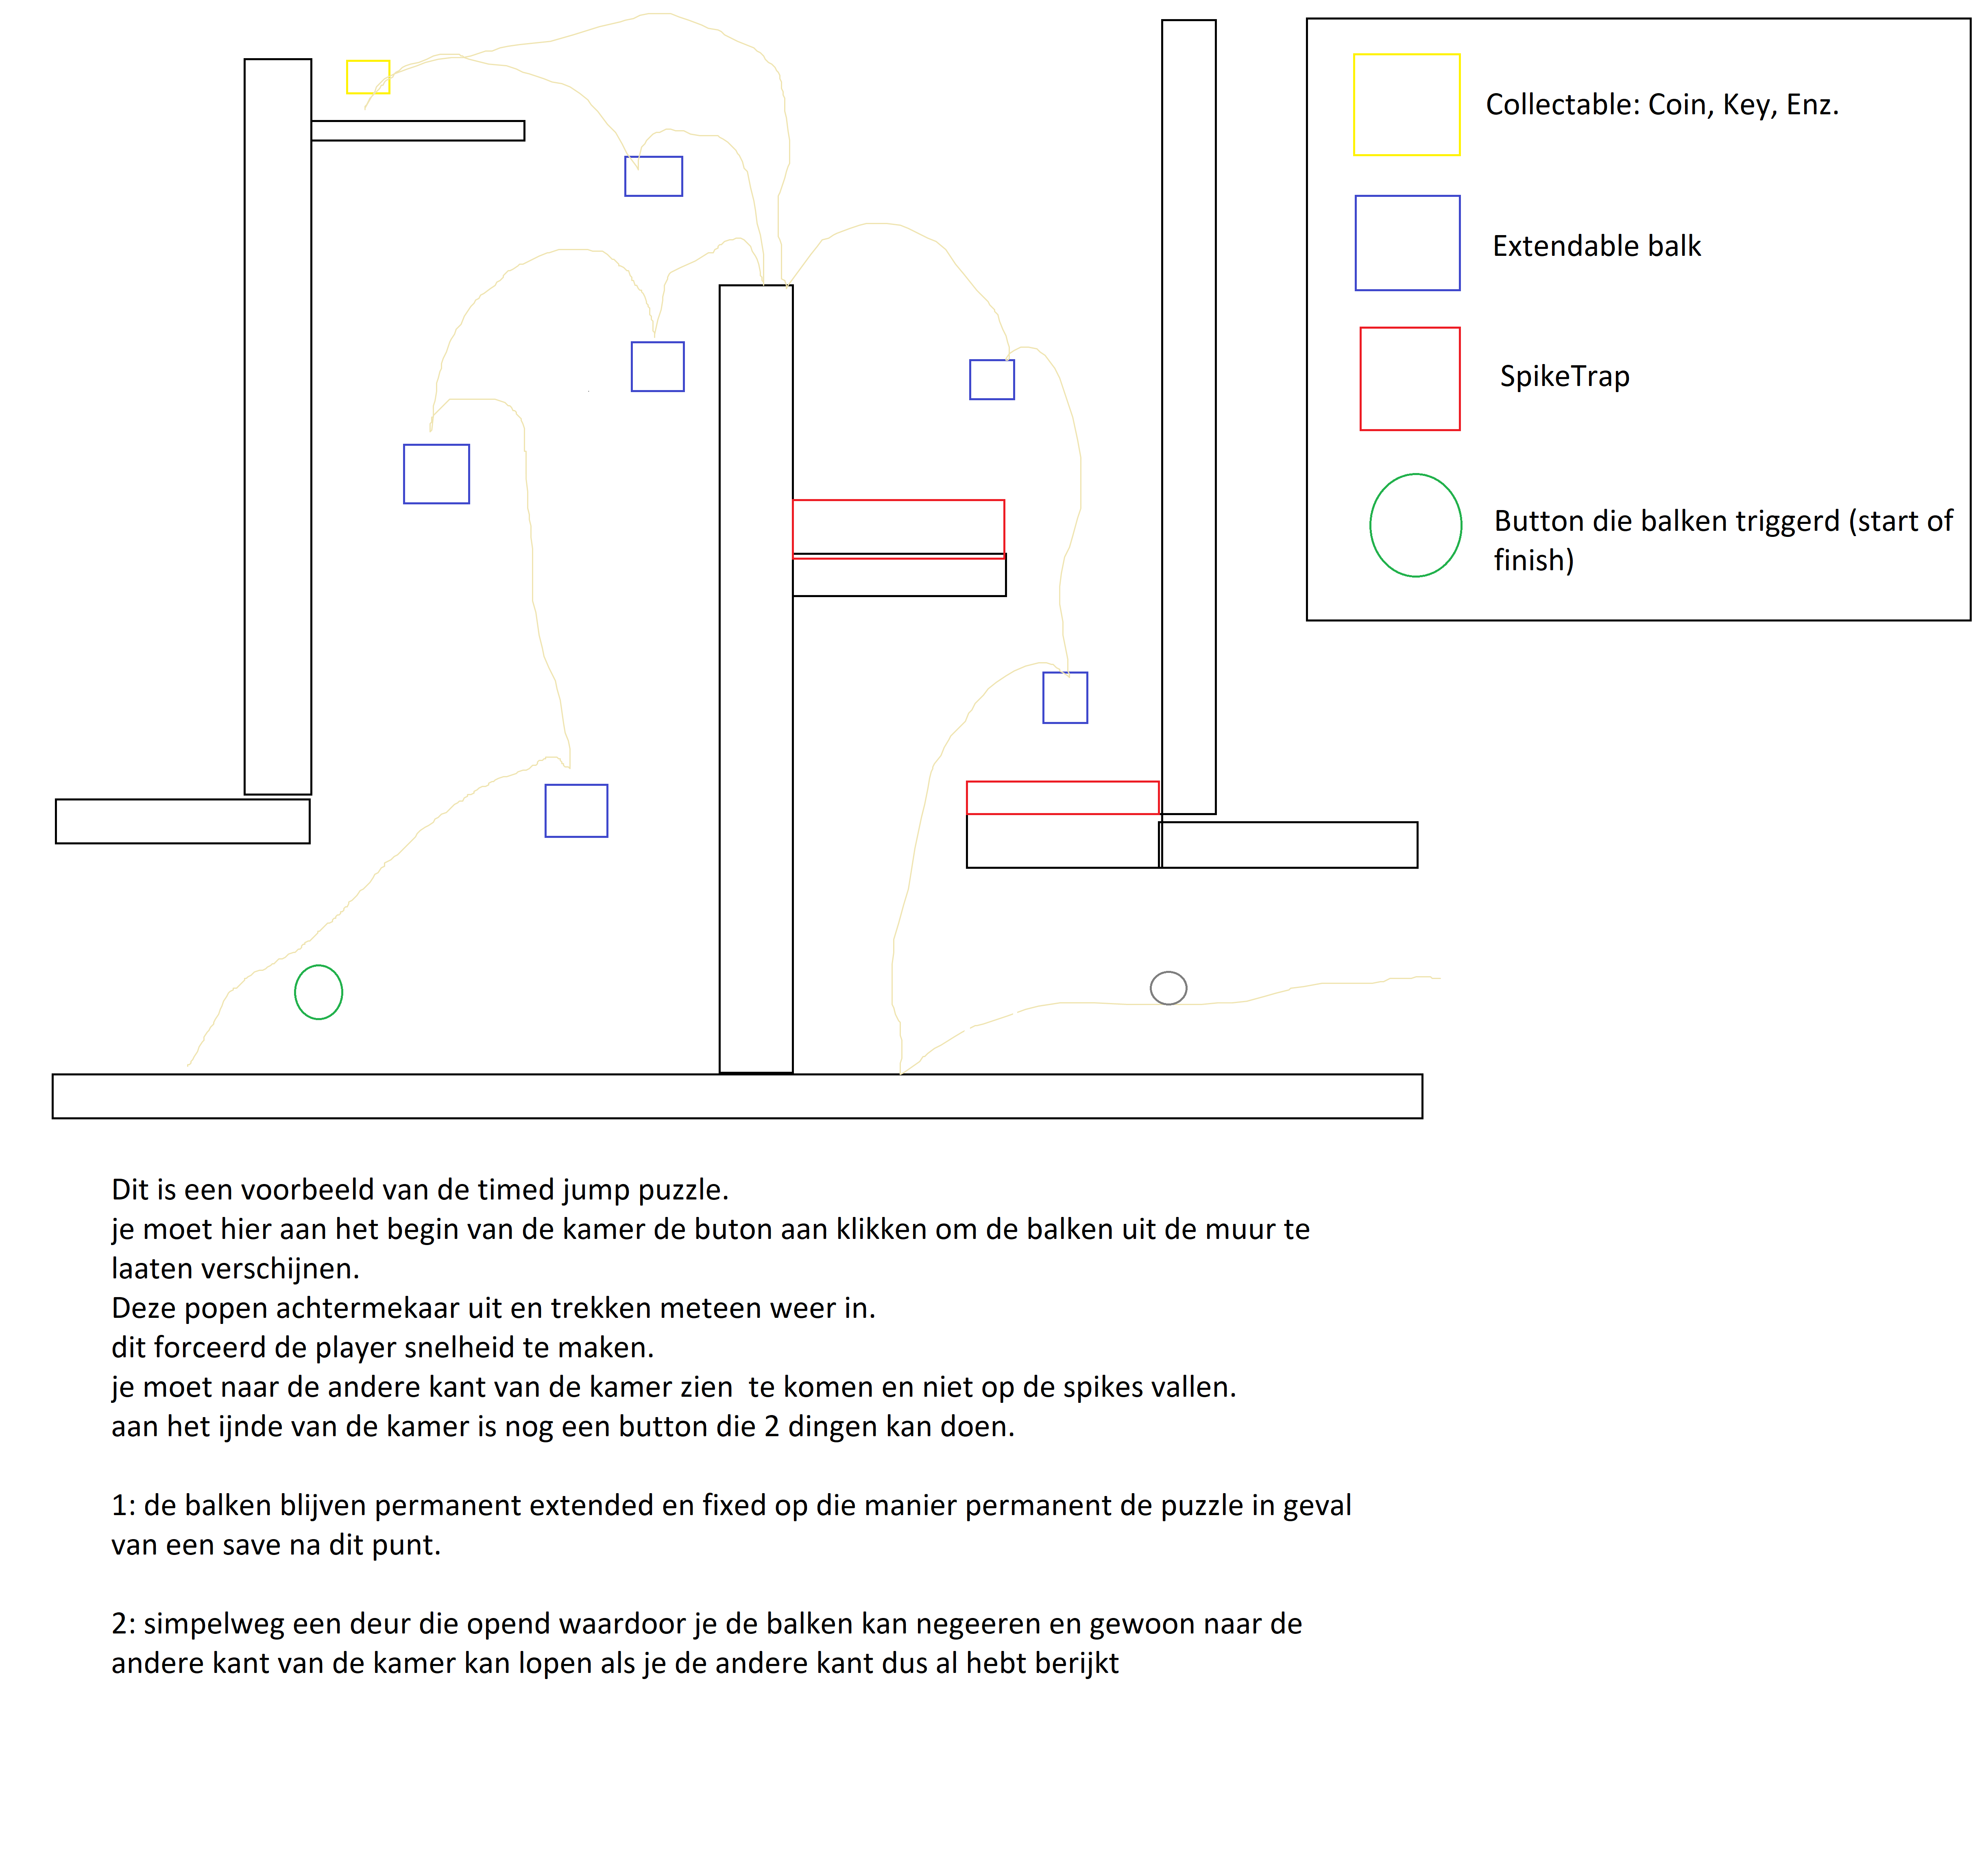 Collectable: Coin, Key, Enz.
Extendable balk
SpikeTrap
Button die balken triggerd (start of
finish)
Dit is een voorbeeld van de timed jump puzzle.
je moet hier aan het begin van de kamer de buton aan klikken om de balken uit de muur te
laaten verschijnen.
Deze popen achtermekaar uit en trekken meteen weer in.
dit forceerd de player snelheid te maken.
je moet naar de andere kant van de kamer zien  te komen en niet op de spikes vallen.
aan het ijnde van de kamer is nog een button die 2 dingen kan doen.
1: de balken blijven permanent extended en fixed op die manier permanent de puzzle in geval
van een save na dit punt.
2: simpelweg een deur die opend waardoor je de balken kan negeeren en gewoon naar de
andere kant van de kamer kan lopen als je de andere kant dus al hebt berijkt